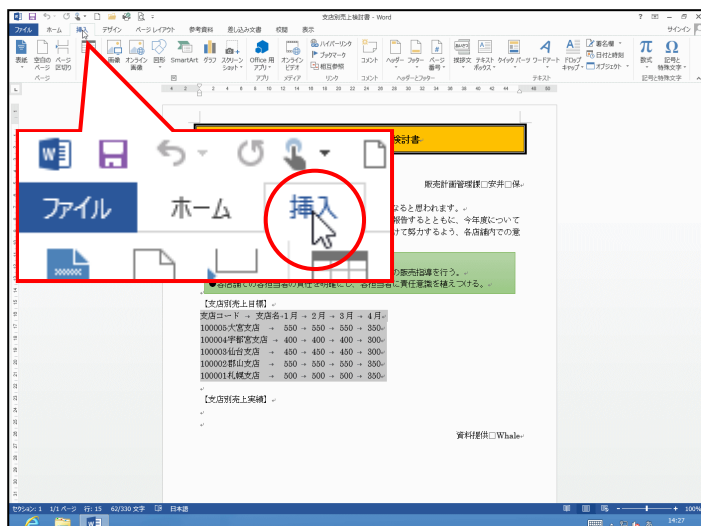 支店別売上検討書 - Word
サインイン
ファイル ホーム 挿入 デザイン ページレイアウト 参考資料 差し込み文書 校閲 表示
表紙 空白の ページ ページ 区切り
画像 オンライン 画像 図形 SmartArt グラフ スクリーン ショット
Office 用 アプリ
オンライン ビデオ
ハイパーリンク
ブックマーク
相互参照
コメント
ヘッダー フッター ページ 番号
挨拶文 テキスト ボックス クイック パーツ ワードアート ドロップ キャップ
署名欄
日付と時刻
オブジェクト
数式 記号と 特殊文字
ページ 図 アプリ メディア リンク コメント ヘッダーとフッター テキスト 記号と特殊文字
ファイル ホーム 挿入
検討書
販売計画管理課□安井□保
なると思われます。
報告するとともに、今年度について
けて努力するよう、各店舗内での意
の販売指導を行う。
●各店舗での各担当者の責任を明確にし、各担当者に責任意識を植えつける。
【支店別売上目標】
支店コード → 支店名→1月 → 2月 → 3月 → 4月
100005大宮支店 → 550 → 550 → 550 → 350
100004宇都宮支店 → 400 → 400 → 400 → 300
100003仙台支店 → 450 → 450 → 450 → 300
100002郡山支店 → 550 → 550 → 550 → 350
100001札幌支店 → 500 → 500 → 500 → 350
【支店別売上実績】
資料提供□Whale
セクション: 1 1/1 ページ 行: 15 62/330 文字 日本語
100%
14:27